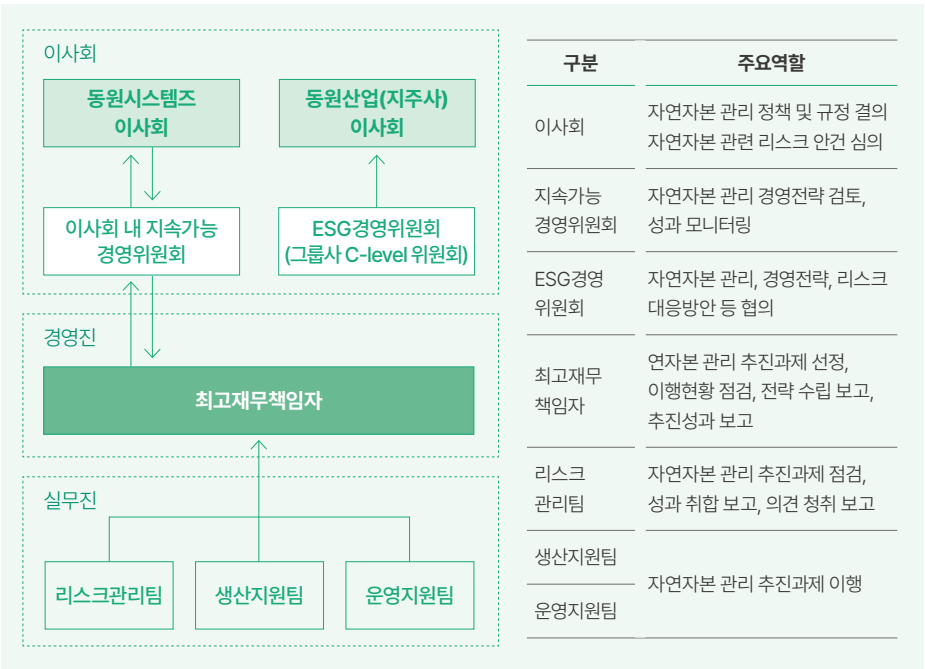 이사회
동원시스템즈
이사회
동원산업(지주사)
이사회
이사회 내 지속가능
경영위원회
ESG경영위원회
(그룹사 C-level 위원회)
경영진
최고재무책임자
실무진
리스크관리팀
생산지원팀
운영지원팀
구분
주요역할
이사회
자연자본 관리 정책 및 규정 결의
자연자본 관련 리스크 안건 심의
지속가능
경영위원회
자연자본 관리 경영전략 검토,
성과 모니터링
ESG경영
위원회
자연자본 관리, 경영전략, 리스크
대응방안 등 협의
최고재무
책임자
연자본 관리 추진과제 선정,
이행현황 점검, 전략 수립 보고,
추진성과 보고
리스크
관리팀
자연자본 관리 추진과제 점검,
성과 취합 보고, 의견 청취 보고
생산지원팀
운영지원팀
자연자본 관리 추진과제 이행